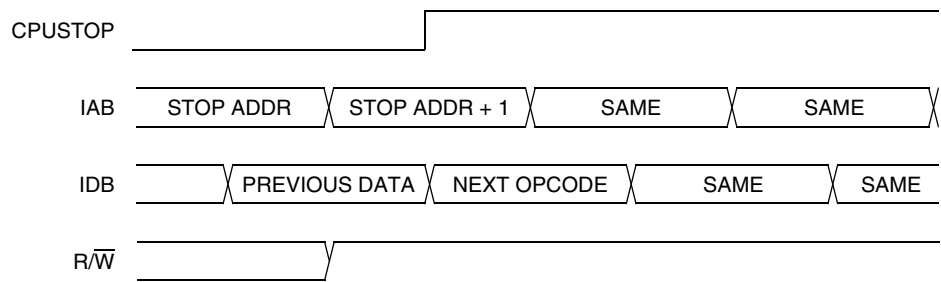 CPUSTOP
IAB STOP ADDR STOP ADDR + 1 SAME SAME
IDB PREVIOUS DATA NEXT OPCODE SAME SAME
R/W̅